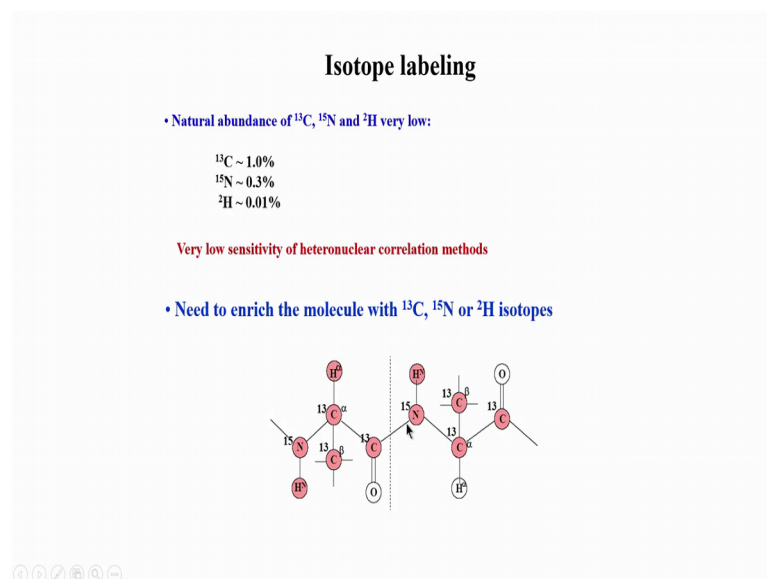 Isotope labeling
• Natural abundance of ¹³C, ¹⁵N and ²H very low:
¹³C ~ 1.0%
¹⁵N ~ 0.3%
²H ~ 0.01%
Very low sensitivity of heteronuclear correlation methods
• Need to enrich the molecule with ¹³C, ¹⁵N or ²H isotopes
Hα HN O
13 β
C
13 Cα 15 N 13 C
15 N 13 C 13 C 13 Cα
β
HN O Hα